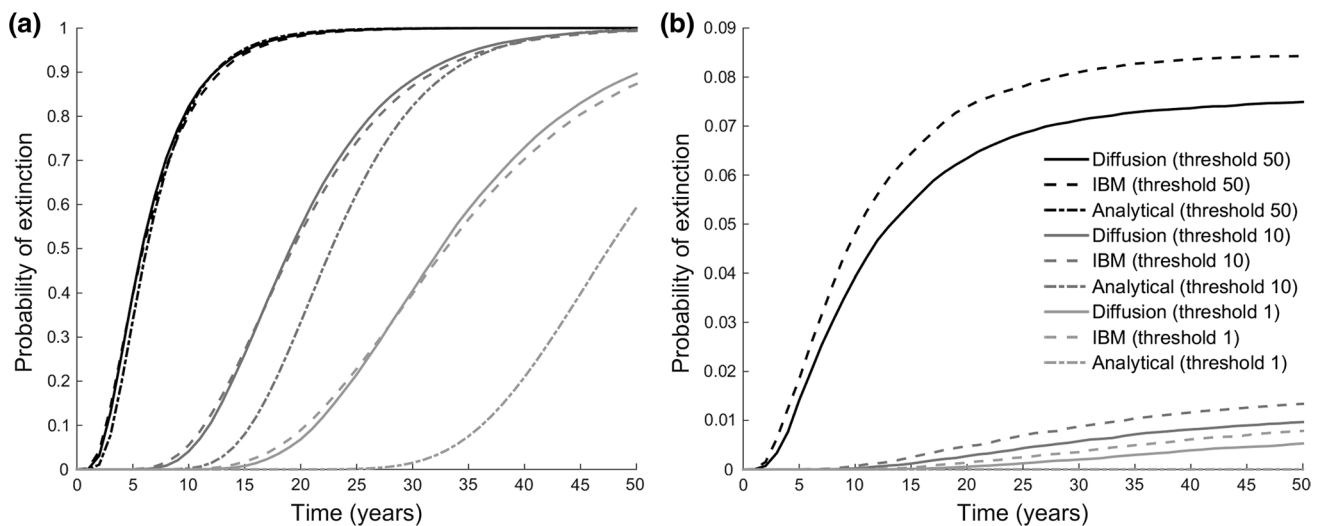 (a)
Probability of extinction
1
0.9
0.8
0.7
0.6
0.5
0.4
0.3
0.2
0.1
0
0 5 10 15 20 25 30 35 40 45 50
Time (years)
(b)
Probability of extinction
0.09
0.08
0.07
0.06
0.05
0.04
0.03
0.02
0.01
0
0 5 10 15 20 25 30 35 40 45 50
Time (years)
Diffusion (threshold 50)
IBM (threshold 50)
Analytical (threshold 50)
Diffusion (threshold 10)
IBM (threshold 10)
Analytical (threshold 10)
Diffusion (threshold 1)
IBM (threshold 1)
Analytical (threshold 1)